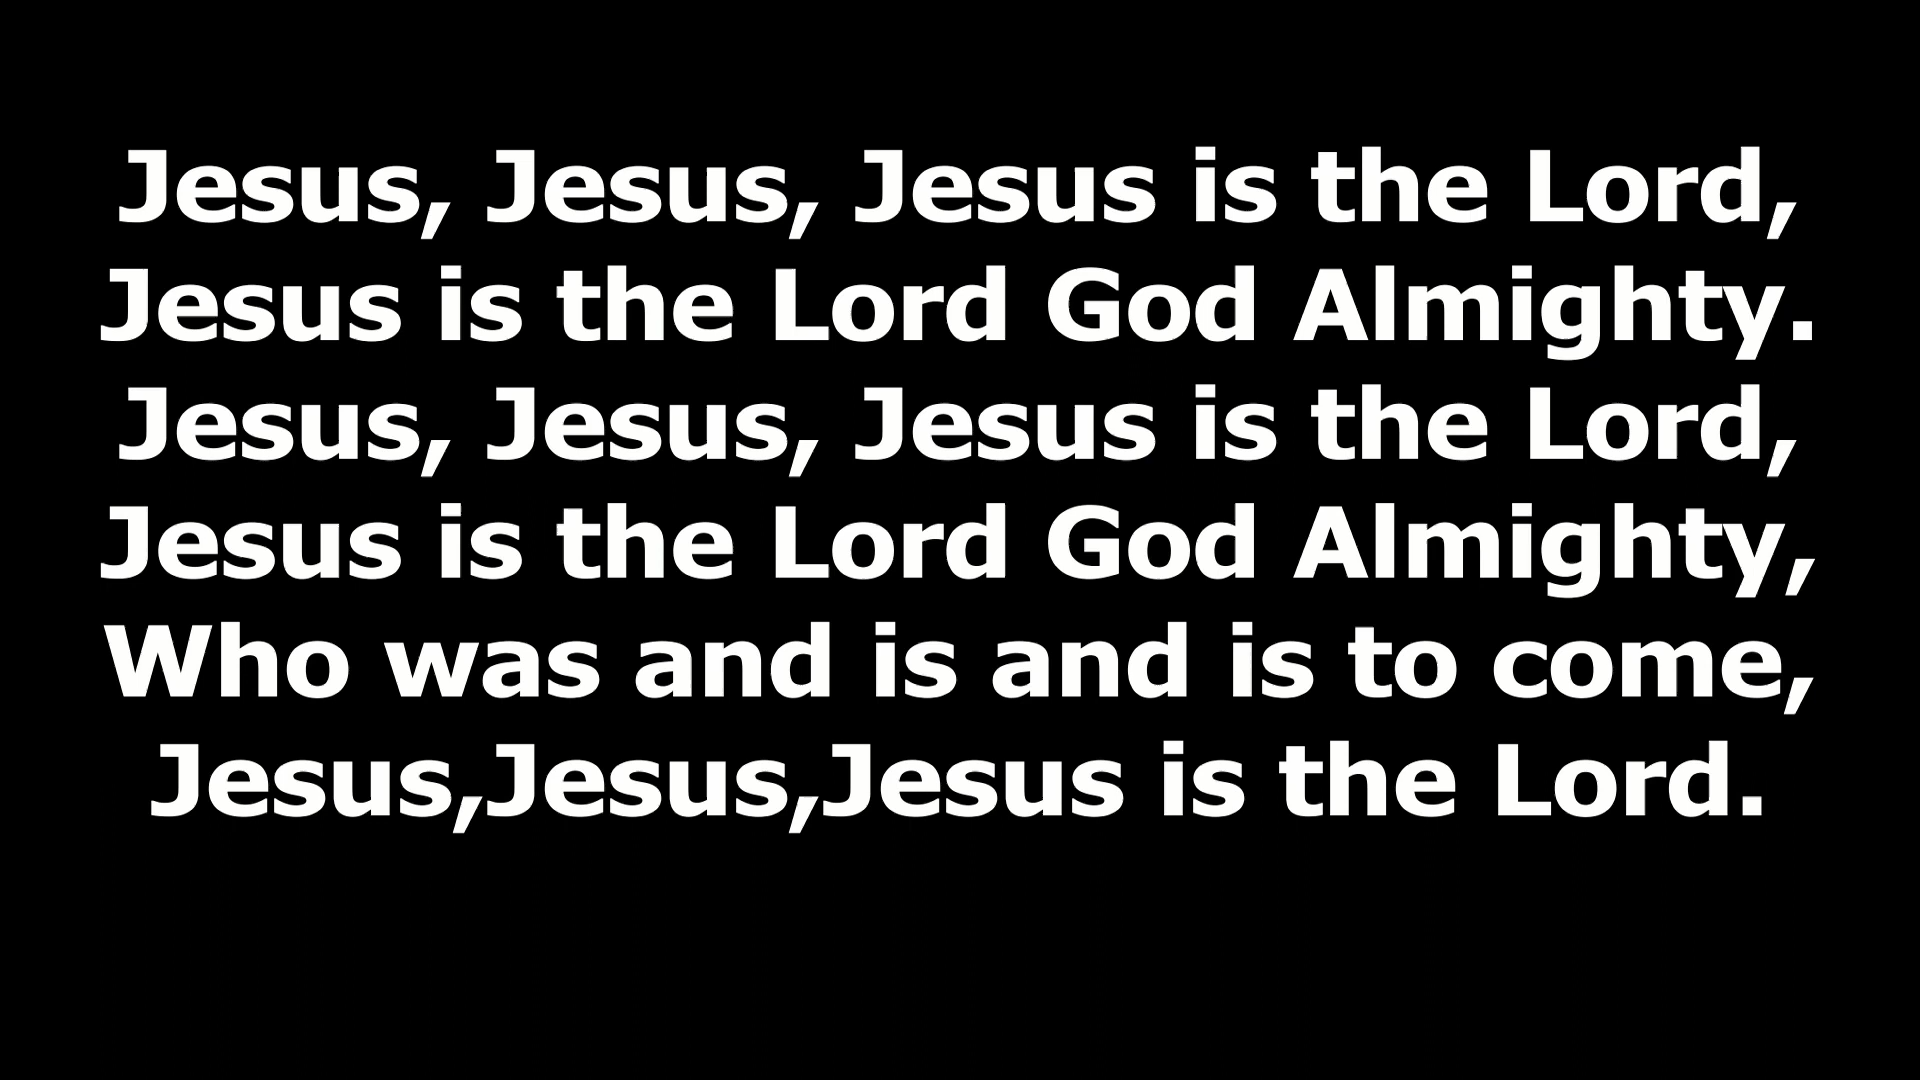 Jesus, Jesus, Jesus is the Lord,
Jesus is the Lord God Almighty.
Jesus, Jesus, Jesus is the Lord,
Jesus is the Lord God Almighty,
Who was and is and is to come,
Jesus,Jesus,Jesus is the Lord.